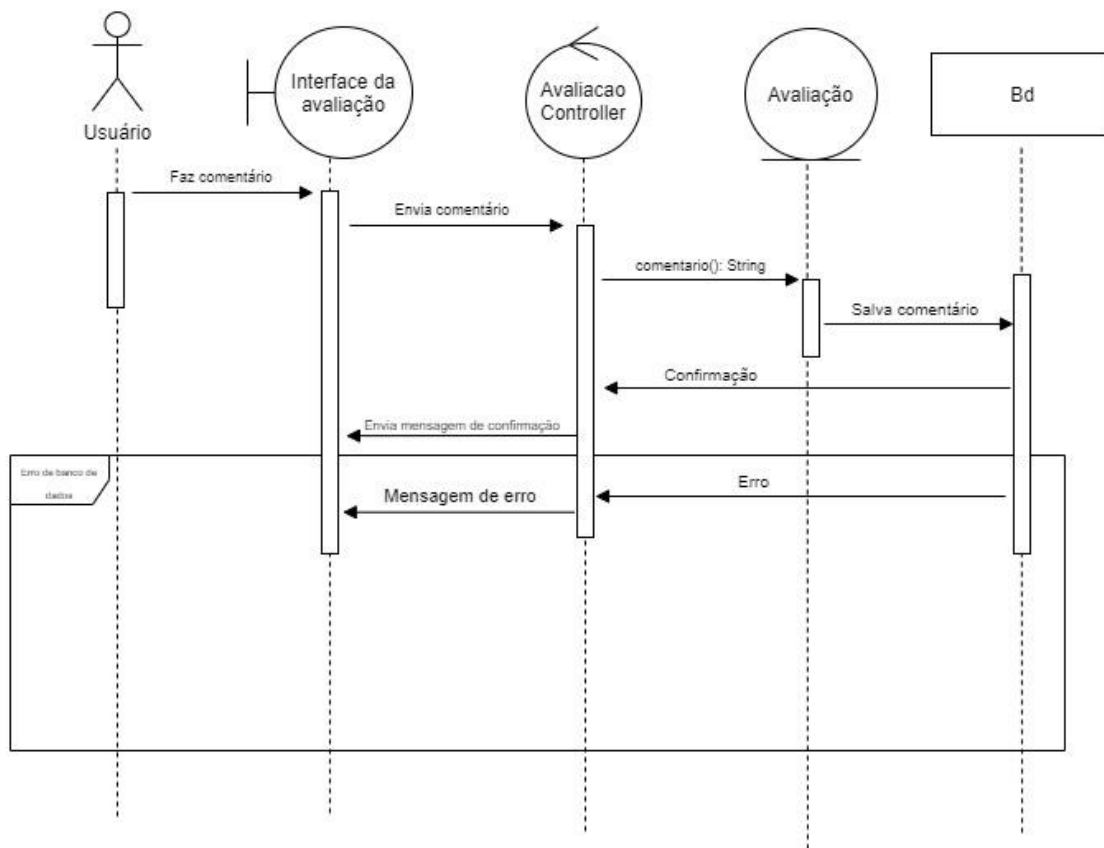 Interface da
avaliação
Avaliacao
Controller
Avaliação
Bd
Usuário
Faz comentário
Envia comentário
comentario(): String
Salva comentário
Confirmação
Envia mensagem de confirmação
Erro de banco de
dados
Erro
Mensagem de erro